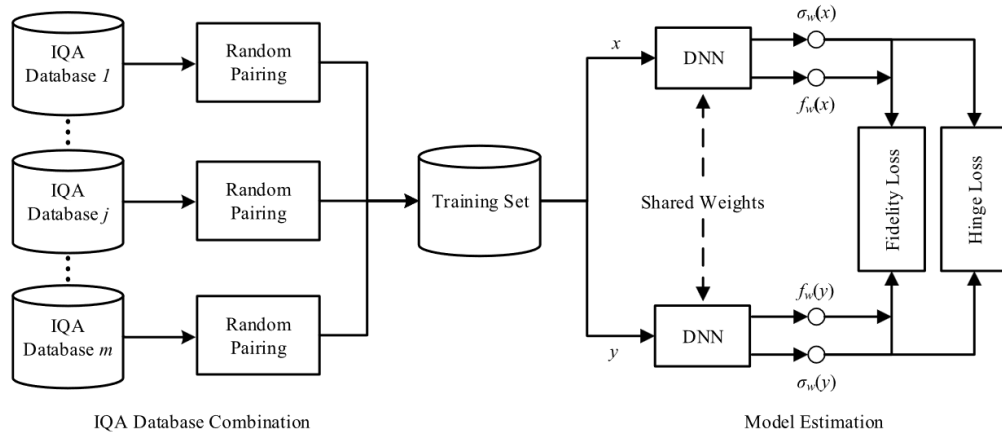 IQA
Database 1
Random
Pairing
IQA
Database j
Random
Pairing
IQA
Database m
Random
Pairing
IQA Database Combination
Training Set
x
y
DNN
Shared Weights
DNN
σw(x)
fw(x)
fw(y)
σw(y)
Fidelity Loss
Hinge Loss
Model Estimation